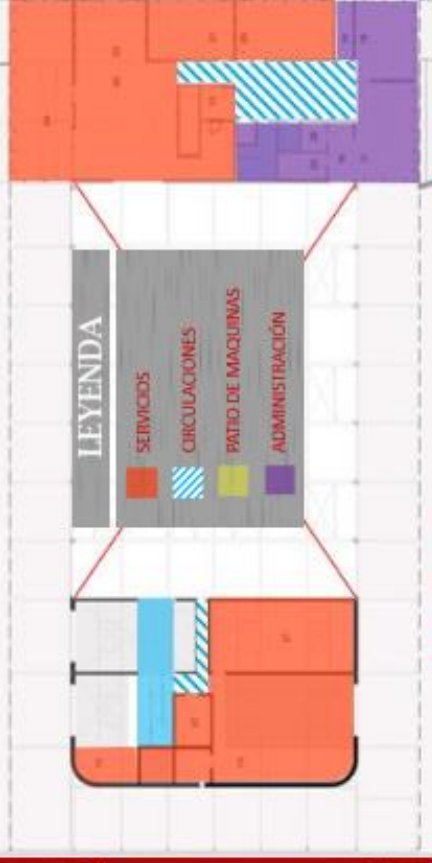 LEYENDA
SERVICIOS
CIRCULACIONES
PATIO DE MAQUINAS
ADMINISTRACIÓN